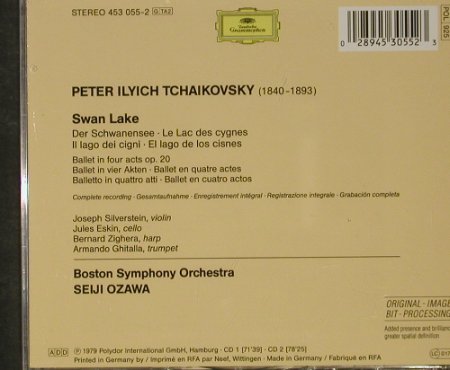 STEREO 453 055-2 G TA2
Deutsche
Grammophon
0 28945 30552 3
POL 925
PETER ILYICH TCHAIKOVSKY (1840-1893)
Swan Lake
Der Schwanensee · Le Lac des cygnes
Il lago dei cigni · El lago de los cisnes
Ballet in four acts op. 20
Ballet in vier Akten · Ballet en quatre actes
Balletto in quattro atti · Ballet en cuatro actos
Complete recording · Gesamtaufnahme · Enregistrement intégral · Registrazione integrale · Grabación completa
Joseph Silverstein, violin
Jules Eskin, cello
Bernard Zighera, harp
Armando Ghitalla, trumpet
Boston Symphony Orchestra
SEIJI OZAWA
ORIGINAL-IMAGE
BIT-PROCESSING
Added presence and brilliance,
greater spatial definition
ADD ℗ 1979 Polydor International GmbH, Hamburg · CD 1 [71'39] · CD 2 [78'25]
Printed in Germany by / Imprimé en RFA par Neef, Wittingen · Made in Germany / Fabriqué en RFA
LC